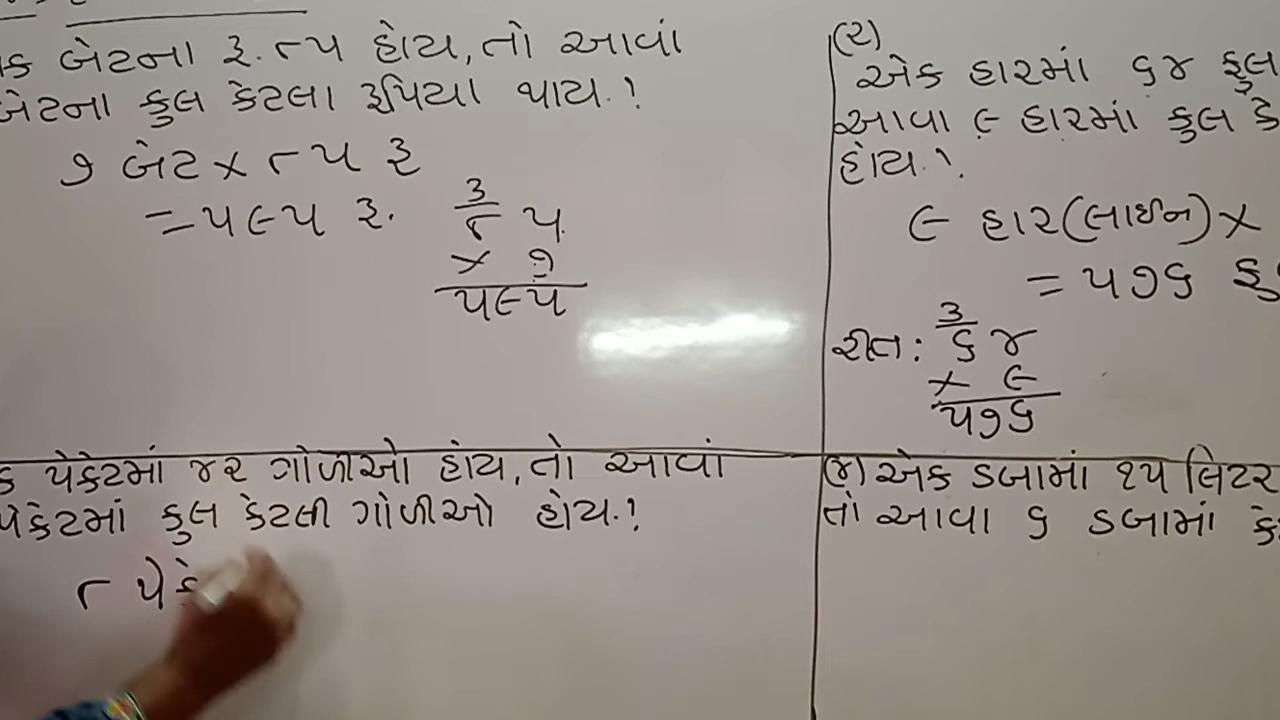 બેટના રૂ. ૮૫ હોય, તો આવાં
બેટના કુલ કેટલા રૂપિયા થાય.?
૭ બેટ × ૮૫ રૂ
= ૫૯૫ રૂ.
૩
૮૫
× ૭
૫૯૫
(૨)
એક હારમાં ૬૪ ફુલ
આવા ૯ હારમાં કુલ કે
હોય.?
૯ હાર(લાઈન) ×
= ૫૭૬ ફુ
૩
રીત: ૬૪
× ૯
૫૭૬
ક પેકેટમાં ૪૨ ગોળીઓ હોય, તો આવાં
પેકેટમાં કુલ કેટલી ગોળીઓ હોય.?
૮ પેકે
(૪) એક ડબામાં ૧૫ લિટર
તો આવા ૬ ડબામાં કે